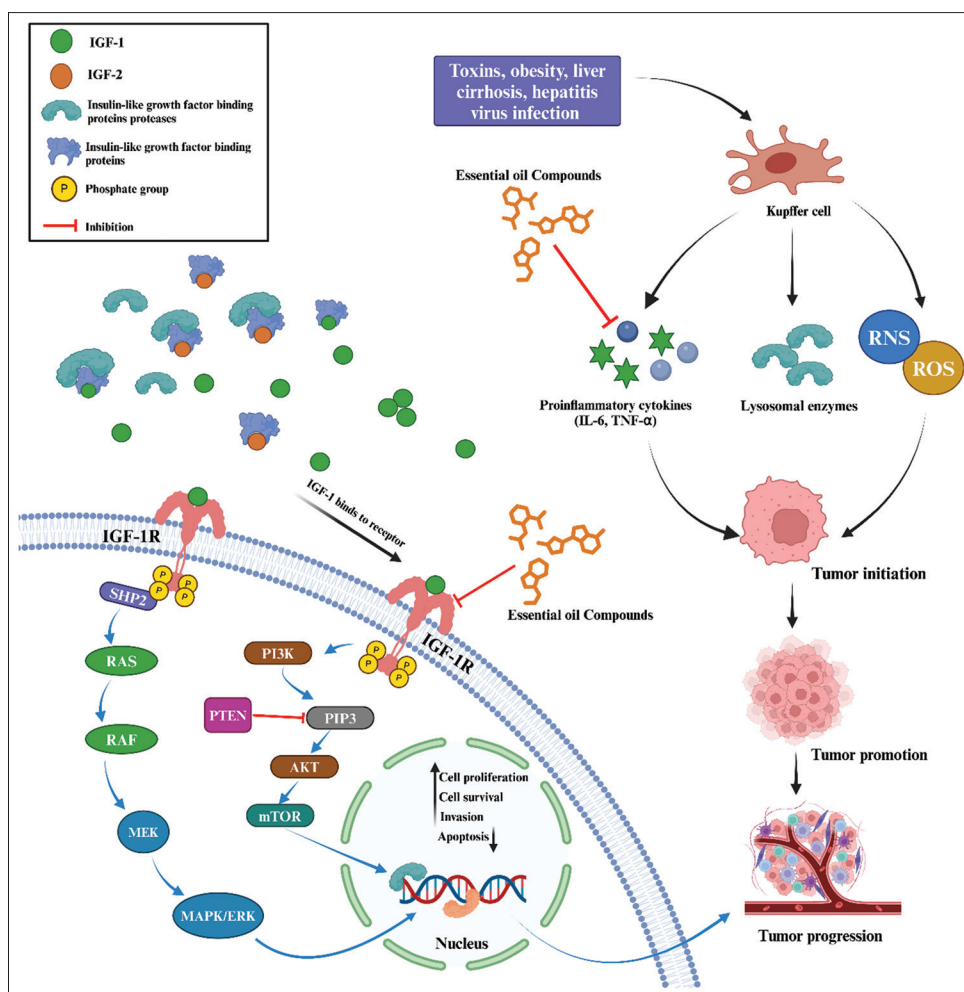 IGF-1
IGF-2
Insulin-like growth factor binding
proteins proteases
Insulin-like growth factor binding
proteins
P
Phosphate group
Inhibition
Toxins, obesity, liver
cirrhosis, hepatitis
virus infection
Kupffer cell
Essential oil Compounds
RNS
ROS
Proinflammatory cytokines
(IL-6, TNF-α)
Lysosomal enzymes
IGF-1 binds to receptor
IGF-1R
P
P
P
P
SHP2
RAS
RAF
MEK
MAPK/ERK
Essential oil Compounds
IGF-1R
P
P
P
P
PI3K
PTEN
PIP3
AKT
mTOR
Cell proliferation
Cell survival
Invasion
Apoptosis
Nucleus
Tumor initiation
Tumor promotion
Tumor progression